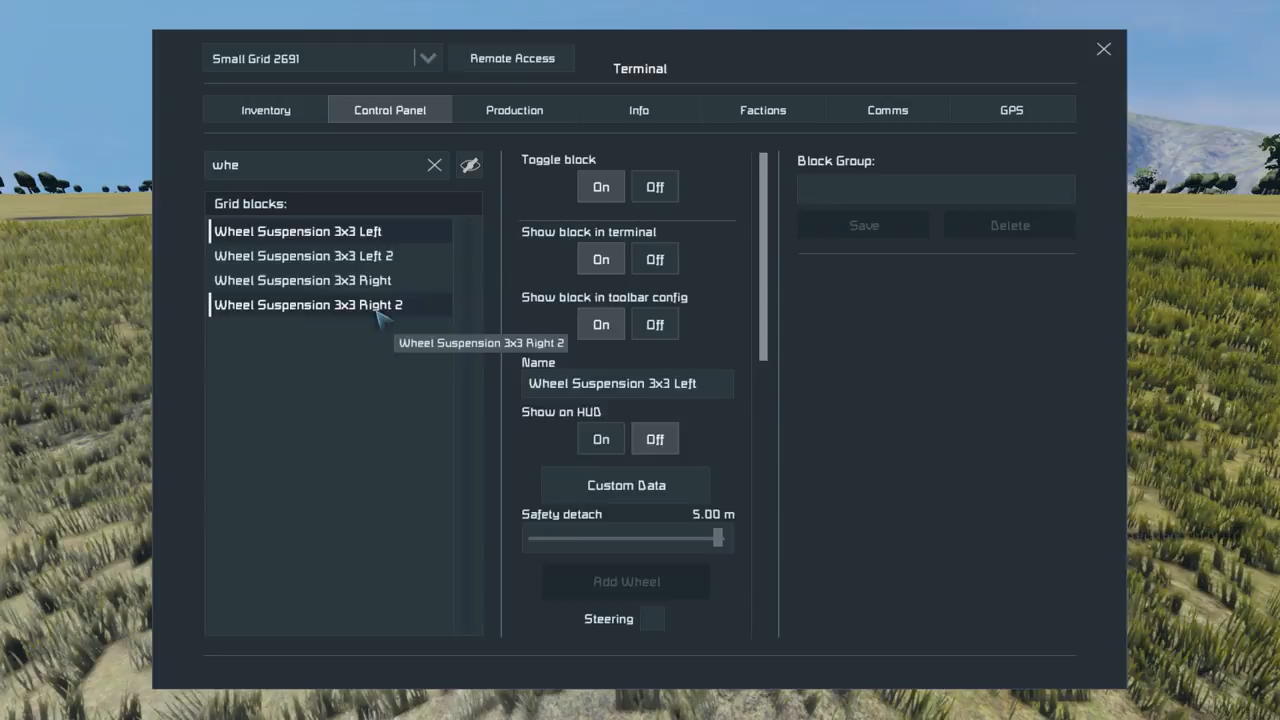 Small Grid 2691
Remote Access
Terminal
Inventory
Control Panel
Production
Info
Factions
Comms
GPS
whe
Grid blocks:
Wheel Suspension 3x3 Left
Wheel Suspension 3x3 Left 2
Wheel Suspension 3x3 Right
Wheel Suspension 3x3 Right 2
Wheel Suspension 3x3 Right 2
Toggle block
On
Off
Show block in terminal
On
Off
Show block in toolbar config
On
Off
Name
Wheel Suspension 3x3 Left
Show on HUD
On
Off
Custom Data
Safety detach 5.00 m
Add Wheel
Steering
Block Group:
Save
Delete